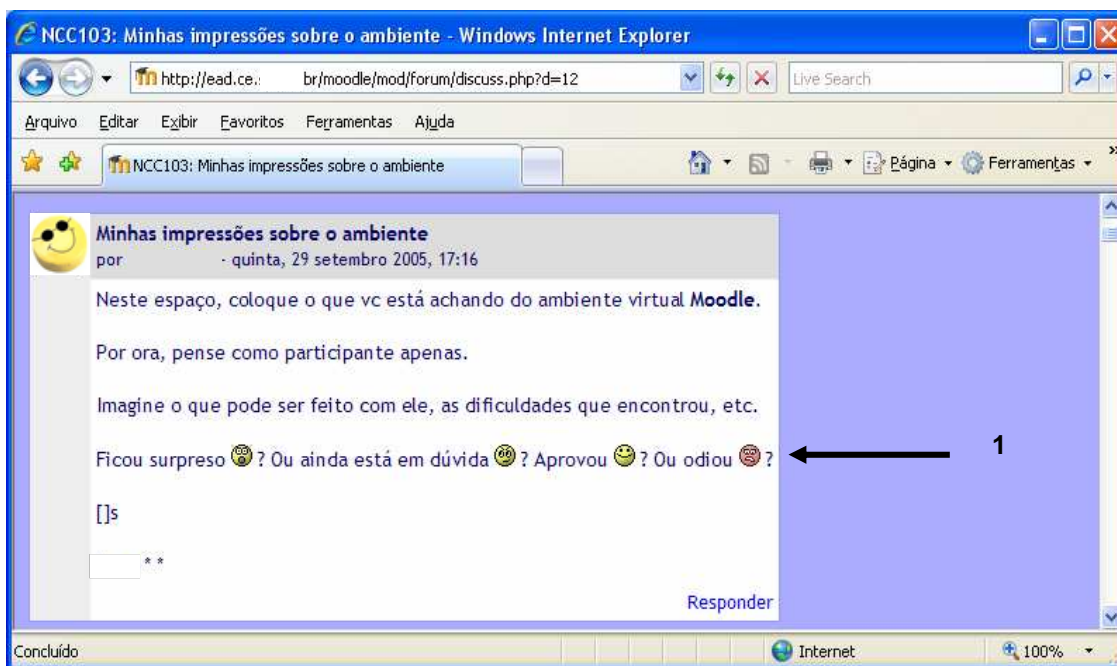 NCC103: Minhas impressões sobre o ambiente - Windows Internet Explorer
http://ead.ce.: br/moodle/mod/forum/discuss.php?d=12
Live Search
Arquivo Editar Exibir Favoritos Ferramentas Ajuda
NCC103: Minhas impressões sobre o ambiente
Página Ferramentas
Minhas impressões sobre o ambiente
por - quinta, 29 setembro 2005, 17:16
Neste espaço, coloque o que vc está achando do ambiente virtual Moodle.
Por ora, pense como participante apenas.
Imagine o que pode ser feito com ele, as dificuldades que encontrou, etc.
Ficou surpreso ? Ou ainda está em dúvida ? Aprovou ? Ou odiou ?
1
[]s
* *
Responder
Concluído Internet 100%